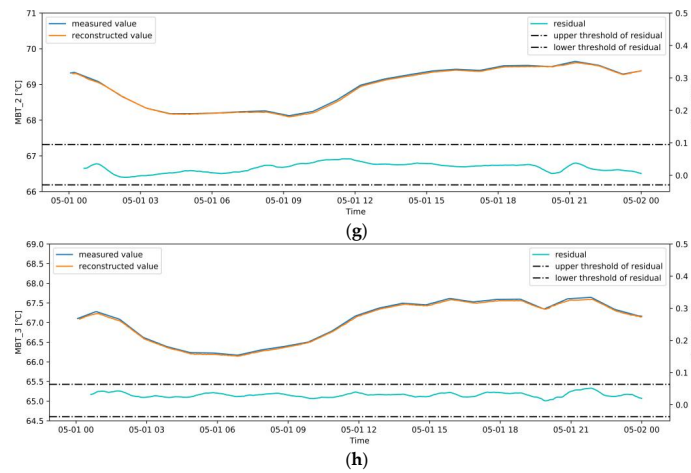 71
70
69
68
67
66
MBT_2 [℃]
measured value
reconstructed value
residual
upper threshold of residual
lower threshold of residual
0.5
0.4
0.3
0.2
0.1
0.0
05-01 00 05-01 03 05-01 06 05-01 09 05-01 12 05-01 15 05-01 18 05-01 21 05-02 00
Time
(g)
69.0
68.5
68.0
67.5
67.0
66.5
66.0
65.5
65.0
64.5
MBT_3 [℃]
measured value
reconstructed value
residual
upper threshold of residual
lower threshold of residual
0.5
0.4
0.3
0.2
0.1
0.0
05-01 00 05-01 03 05-01 06 05-01 09 05-01 12 05-01 15 05-01 18 05-01 21 05-02 00
Time
(h)